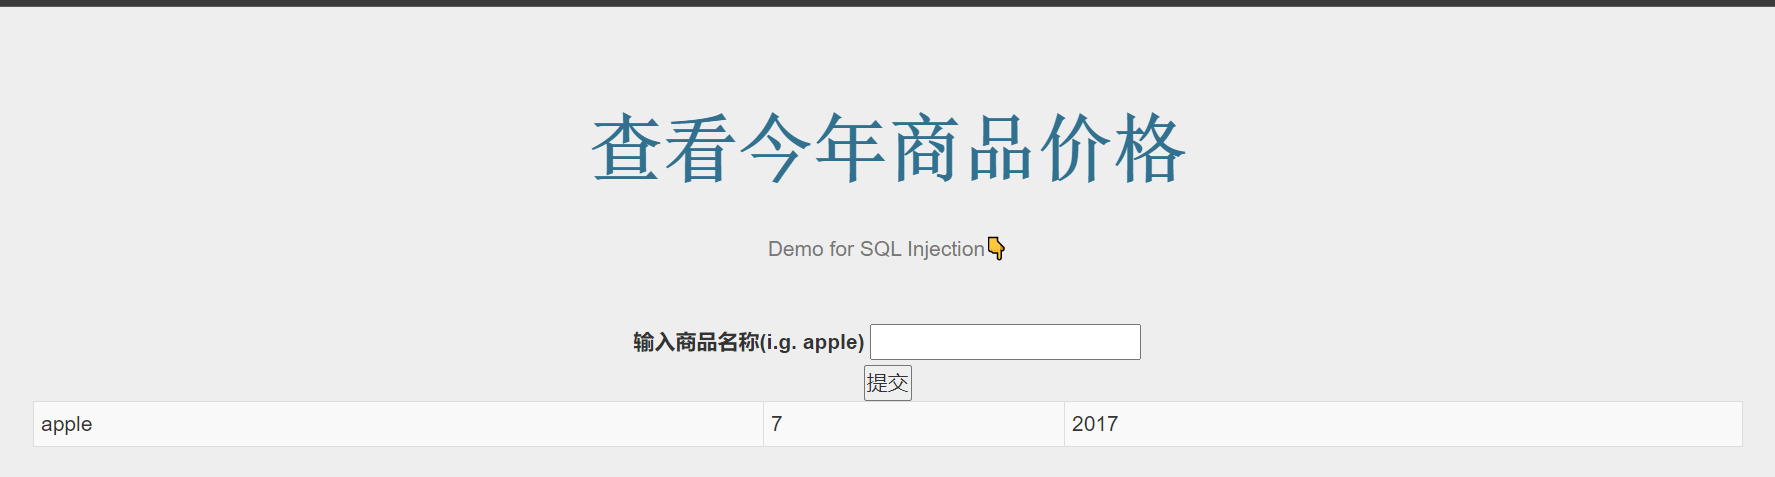 查看今年商品价格
Demo for SQL Injection👇
输入商品名称(i.g. apple)
提交
apple 7 2017